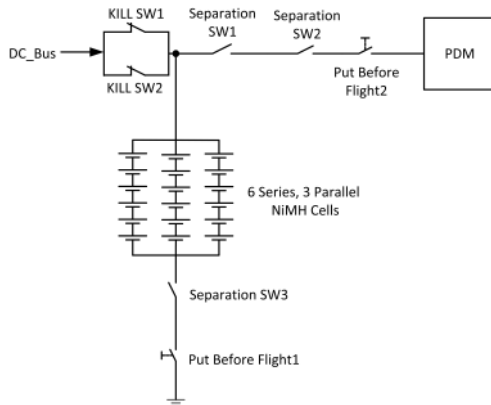 KILL SW1
Separation
SW1
Separation
SW2
DC_Bus
PDM
KILL SW2
Put Before
Flight2
6 Series, 3 Parallel
NiMH Cells
Separation SW3
Put Before Flight1